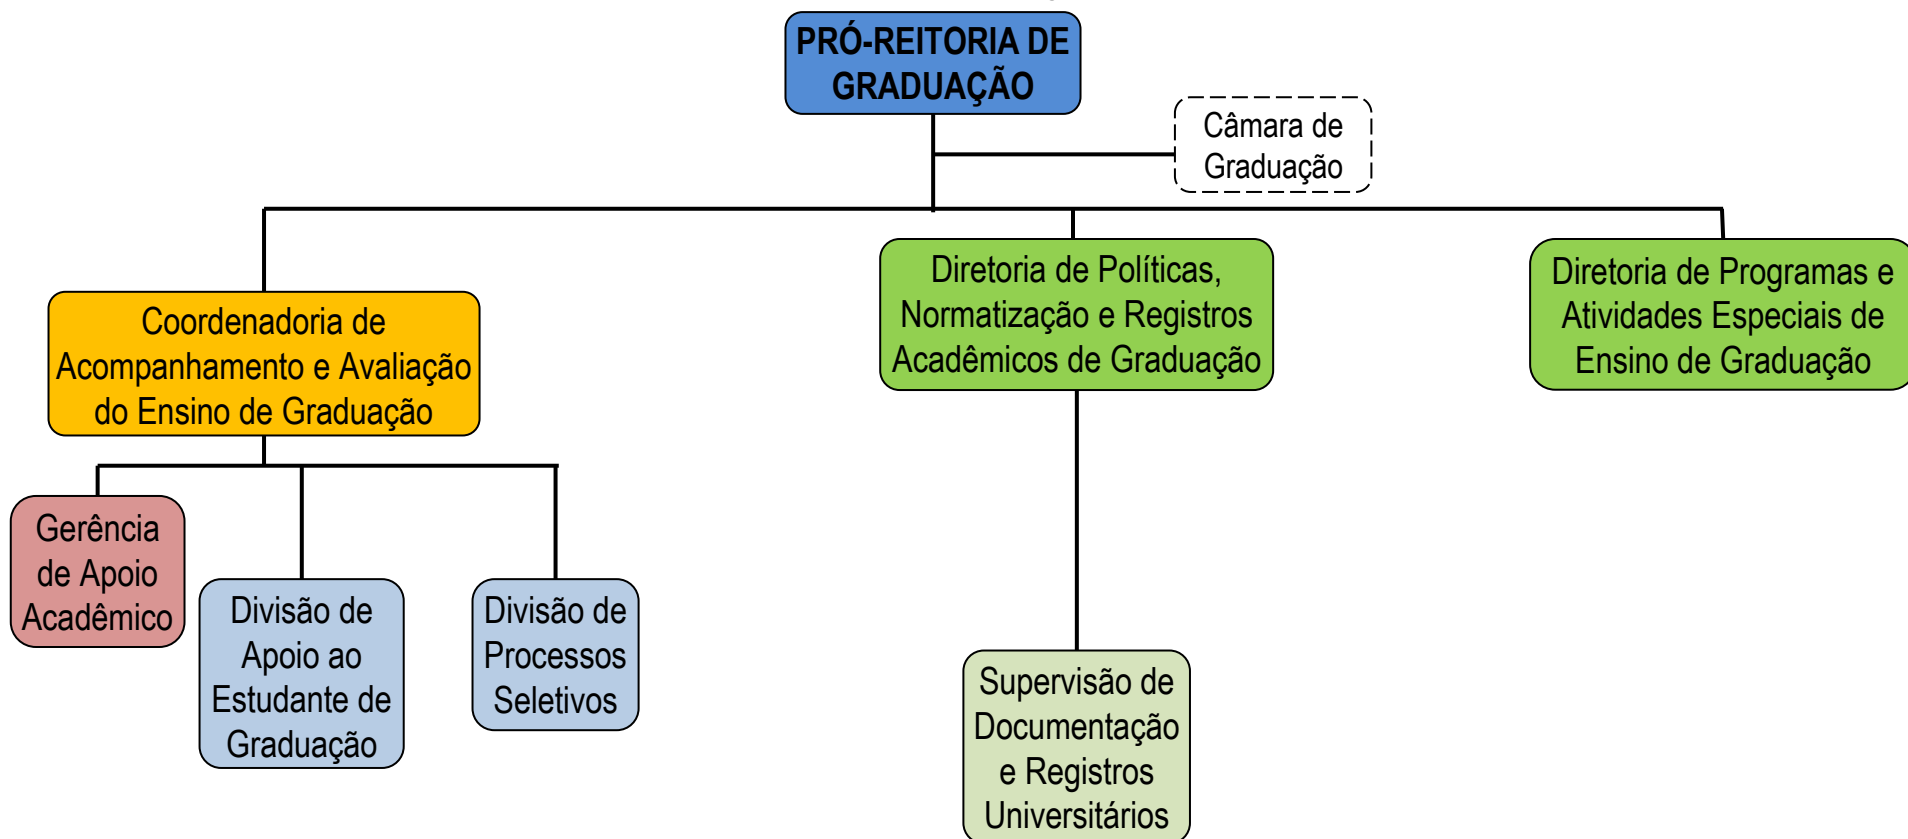 PRÓ-REITORIA DE
GRADUAÇÃO
Câmara de
Graduação
Coordenadoria de
Acompanhamento e Avaliação
do Ensino de Graduação
Diretoria de Políticas,
Normatização e Registros
Acadêmicos de Graduação
Diretoria de Programas e
Atividades Especiais de
Ensino de Graduação
Gerência
de Apoio
Acadêmico
Divisão de
Apoio ao
Estudante de
Graduação
Divisão de
Processos
Seletivos
Supervisão de
Documentação
e Registros
Universitários